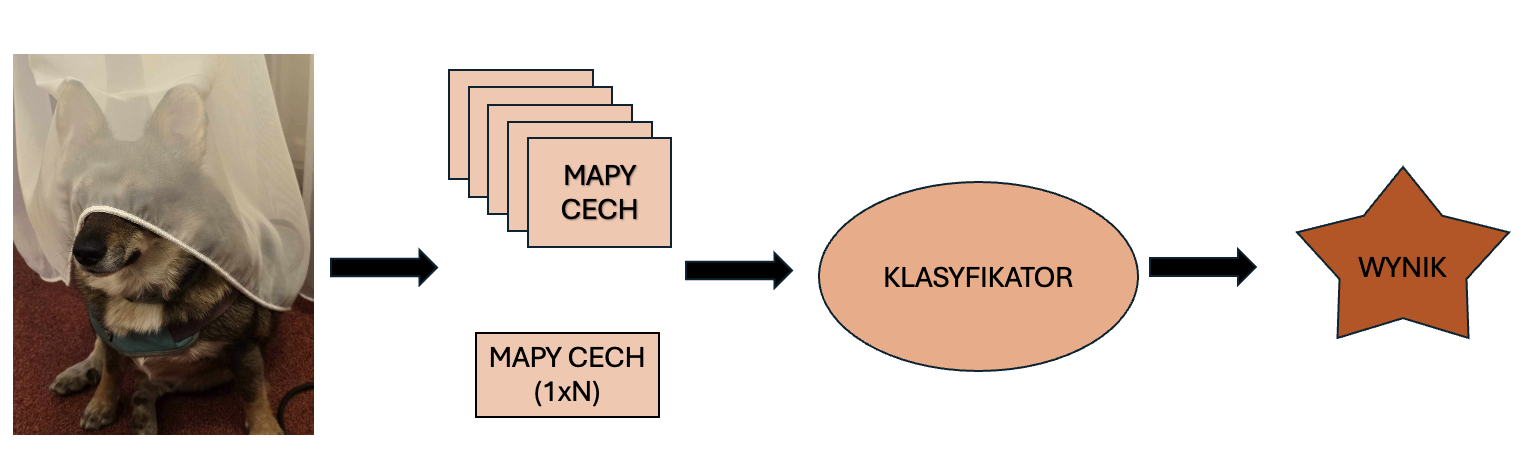 MAPY
CECH
MAPY CECH
(1xN)
KLASYFIKATOR
WYNIK